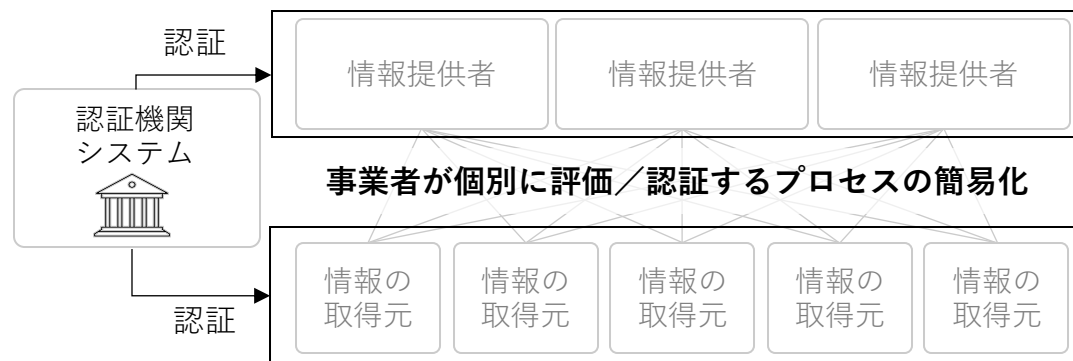 認証
情報提供者
情報提供者
情報提供者
認証機関
システム
事業者が個別に評価／認証するプロセスの簡易化
情報の
取得元
情報の
取得元
情報の
取得元
情報の
取得元
情報の
取得元
認証